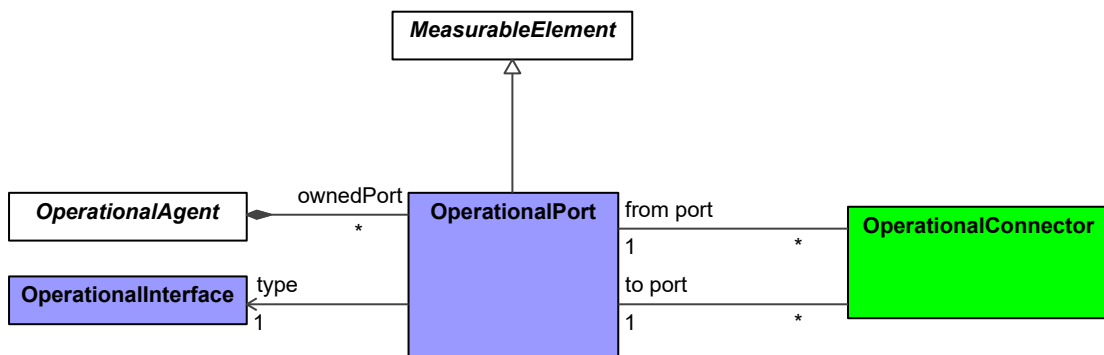 MeasurableElement
OperationalAgent
ownedPort
*
OperationalPort
from port
1
*
OperationalConnector
OperationalInterface
type
1
to port
1
*